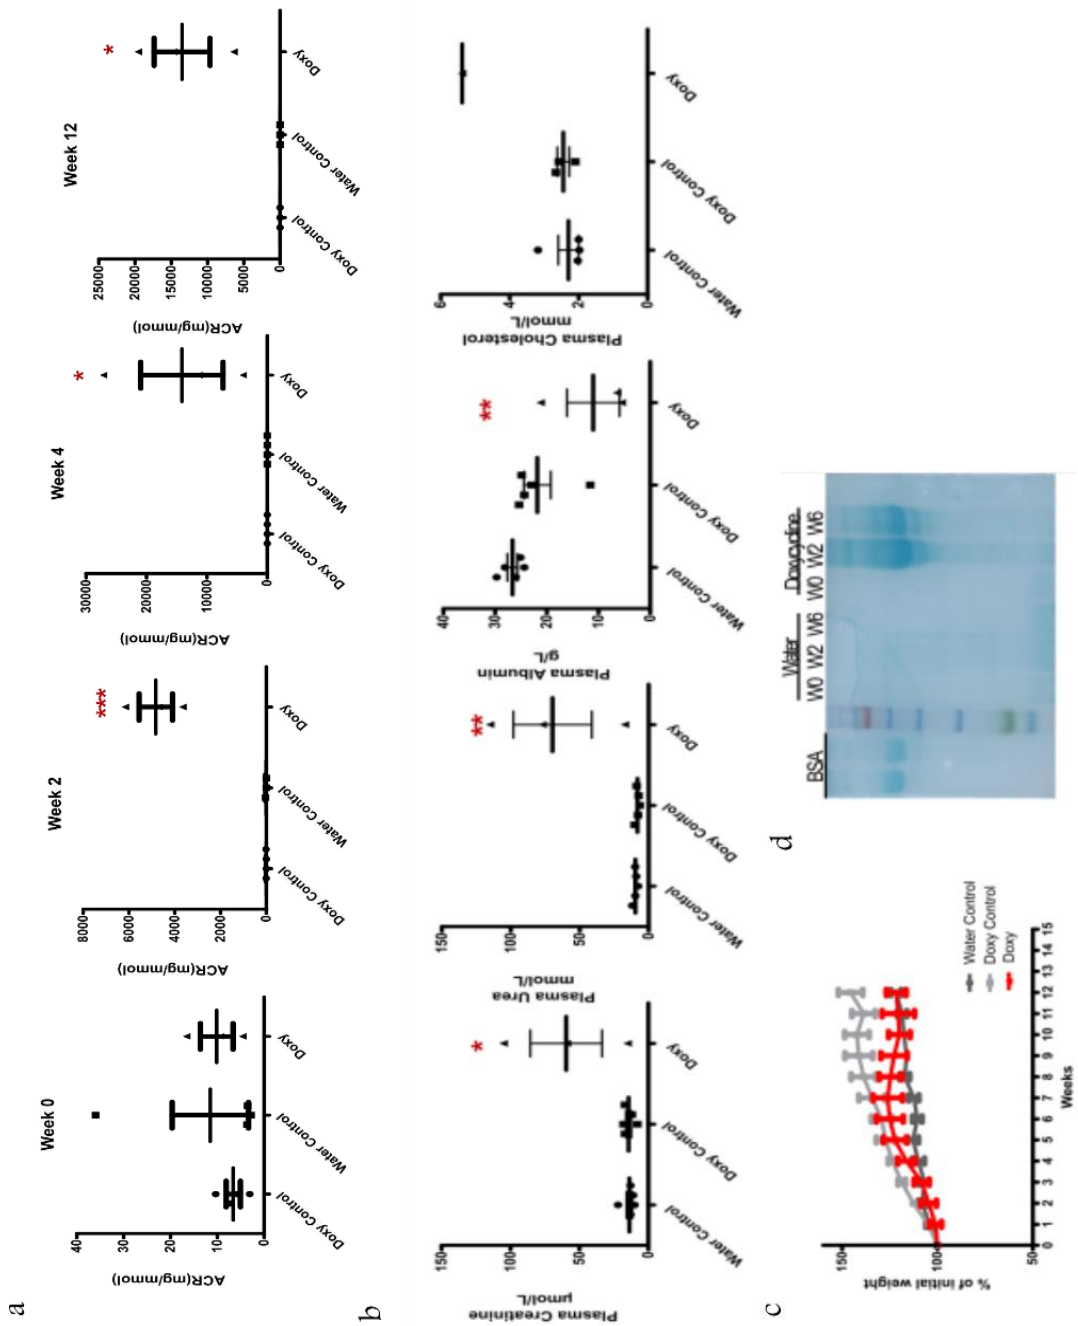 a
Week 0
ACR(mg/mmol)
40
30
20
10
0
Doxy Control
Water Control
Doxy
Week 2
***
ACR(mg/mmol)
8000
6000
4000
2000
0
Doxy Control
Water Control
Doxy
Week 4
*
ACR(mg/mmol)
30000
20000
10000
0
Doxy Control
Water Control
Doxy
Week 12
*
ACR(mg/mmol)
25000
20000
15000
10000
5000
0
Doxy Control
Water Control
Doxy
b
Plasma Creatinine
µmol/L
150
100
50
0
*
Water Control
Doxy Control
Doxy
Plasma Urea
mmol/L
150
100
50
0
**
Water Control
Doxy Control
Doxy
Plasma Albumin
g/L
40
30
20
10
0
**
Water Control
Doxy Control
Doxy
Plasma Cholesterol
mmol/L
6
4
2
0
Water Control
Doxy Control
Doxy
c
% of initial weight
150
100
50
0 1 2 3 4 5 6 7 8 9 10 11 12 13 14 15
Weeks
Water Control
Doxy Control
Doxy
d
BSA
Water
Doxycycline
W0 W2 W6 W0 W2 W6